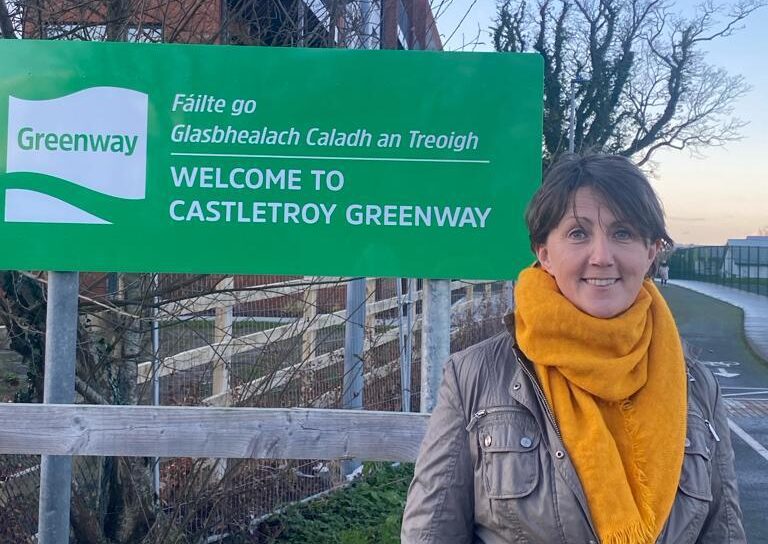 Greenway
Fáilte go
Glasbhealach Caladh an Treoigh
WELCOME TO
CASTLETROY GREENWAY